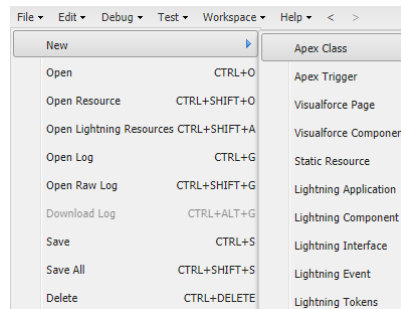 File Edit Debug Test Workspace Help < >
New
Open CTRL+O
Open Resource CTRL+SHIFT+O
Open Lightning Resources CTRL+SHIFT+A
Open Log CTRL+G
Open Raw Log CTRL+SHIFT+G
Download Log CTRL+ALT+G
Save CTRL+S
Save All CTRL+SHIFT+S
Delete CTRL+DELETE
Apex Class
Apex Trigger
Visualforce Page
Visualforce Componer
Static Resource
Lightning Application
Lightning Component
Lightning Interface
Lightning Event
Lightning Tokens